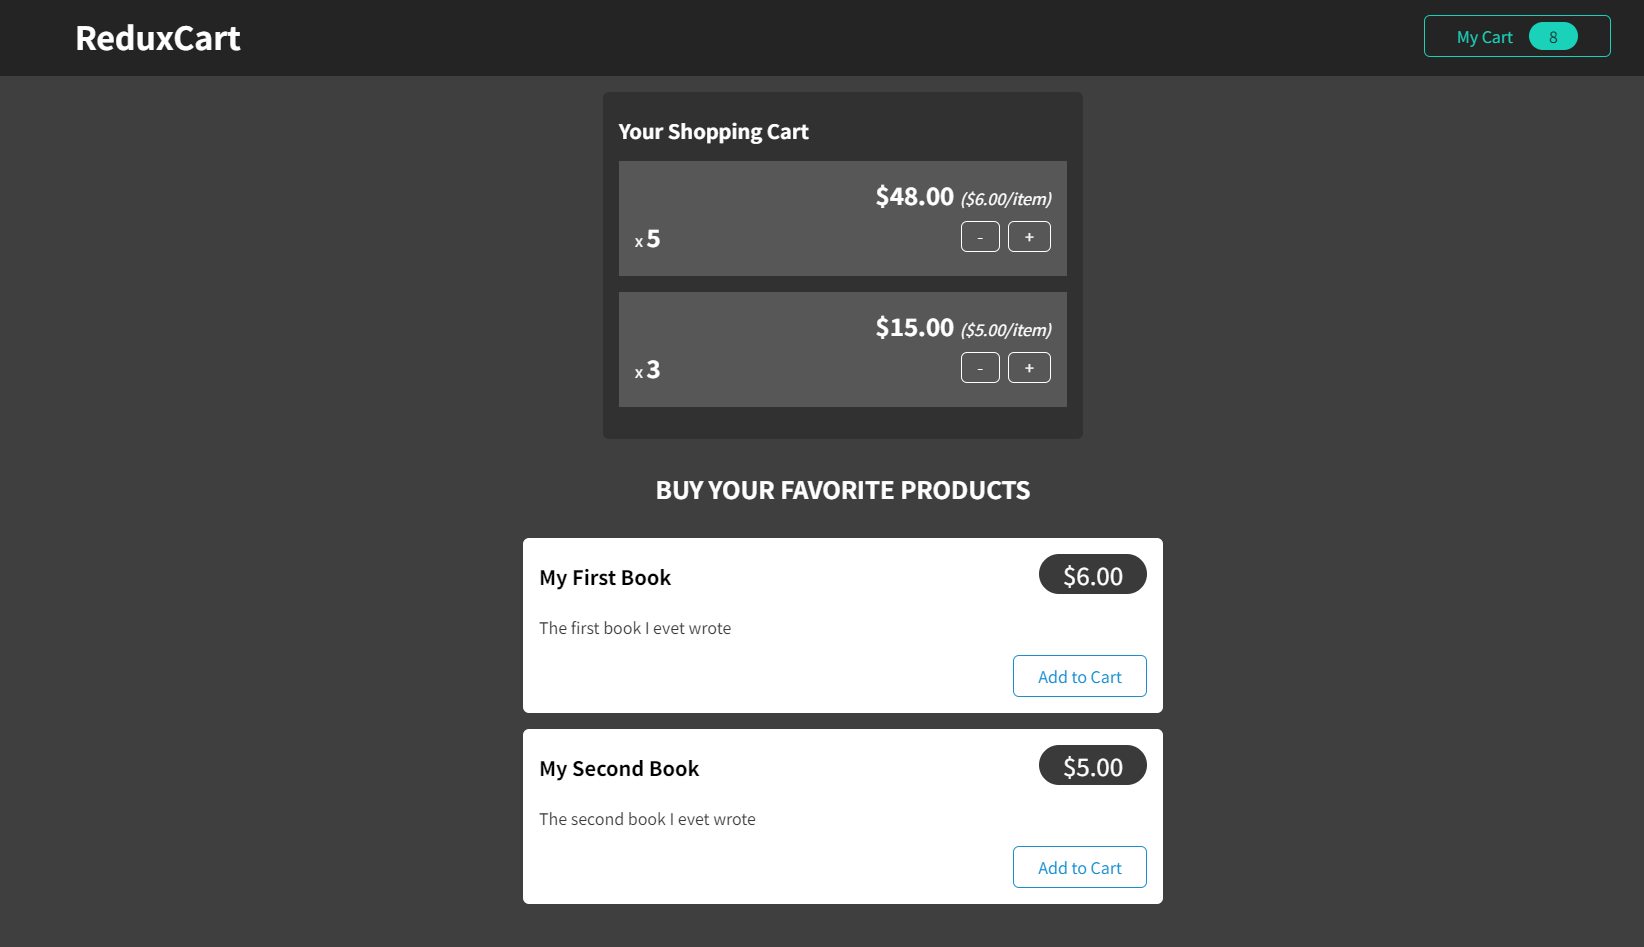 ReduxCart
My Cart 8
Your Shopping Cart
$48.00 ($6.00/item)
x 5 - +
$15.00 ($5.00/item)
x 3 - +
BUY YOUR FAVORITE PRODUCTS
My First Book $6.00
The first book I evet wrote
Add to Cart
My Second Book $5.00
The second book I evet wrote
Add to Cart